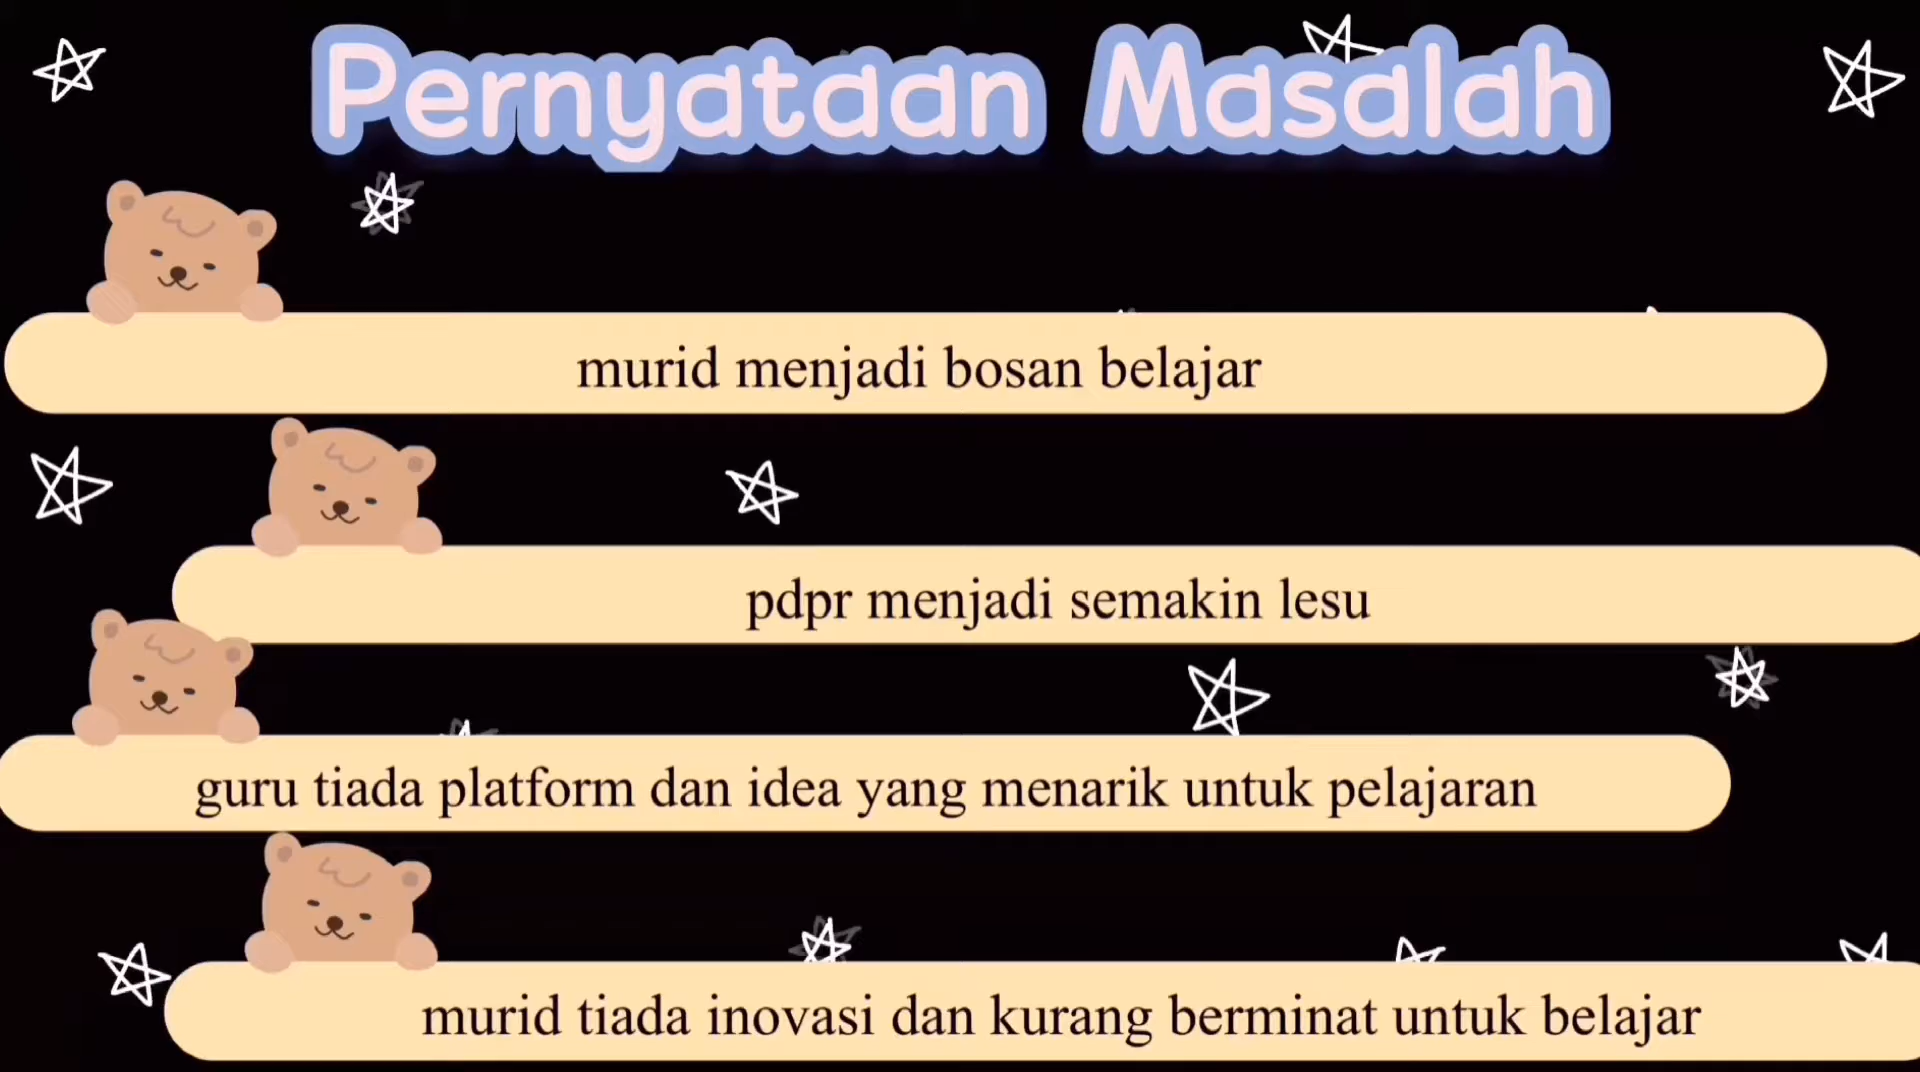 Pernyataan Masalah
murid menjadi bosan belajar
pdpr menjadi semakin lesu
guru tiada platform dan idea yang menarik untuk pelajaran
murid tiada inovasi dan kurang berminat untuk belajar